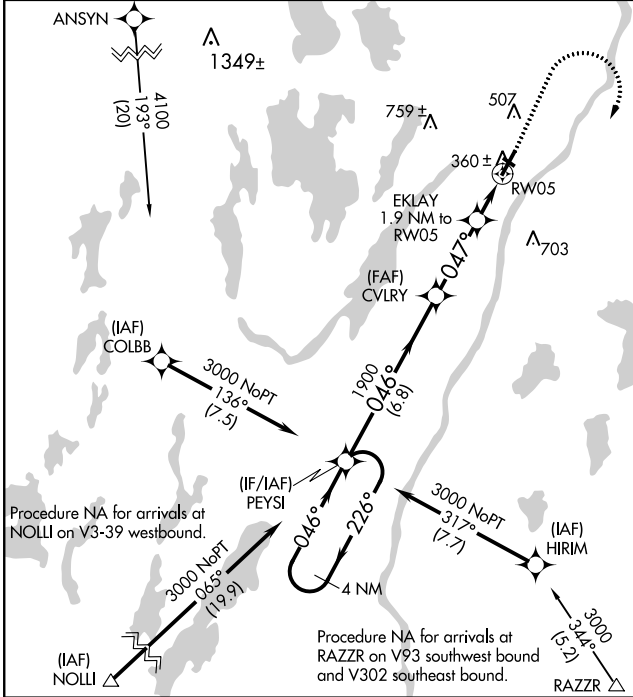 ANSYN
1349±
4100
193°
(20)
759 ±
507
360 ±
RW05
EKLAY
1.9 NM to
RW05
703
047°
(FAF)
CVLRY
(IAF)
COLBB
3000 NoPT
136°
(7.5)
1900
046°
(6.8)
(IF/IAF)
PEYSI
Procedure NA for arrivals at
NOLLI on V3-39 westbound.
046°
226°
4 NM
3000 NoPT
317°
(7.7)
(IAF)
HIRIM
3000 NoPT
065°
(19.9)
(IAF)
NOLLI
Procedure NA for arrivals at
RAZZR on V93 southwest bound
and V302 southeast bound.
3000
344°
(5.2)
RAZZR